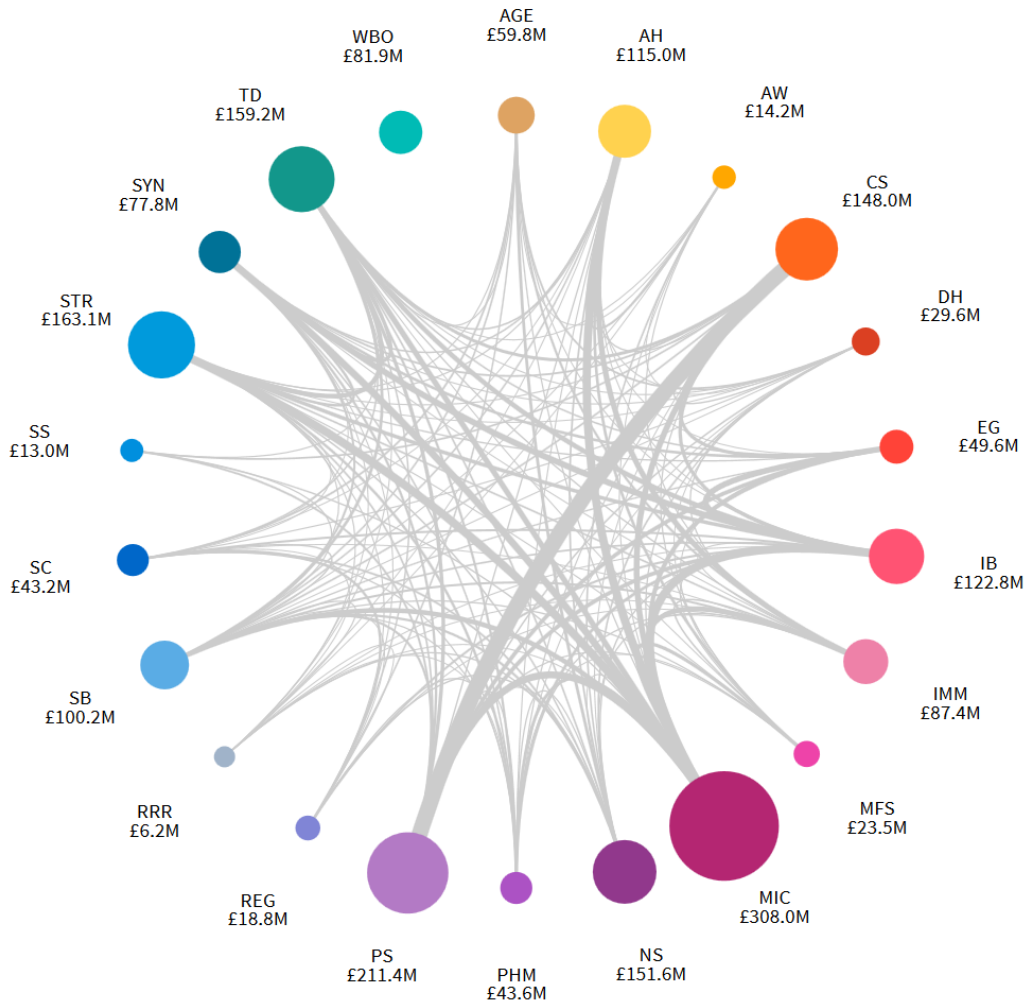 AGE
£59.8M
AH
£115.0M
AW
£14.2M
CS
£148.0M
DH
£29.6M
EG
£49.6M
IB
£122.8M
IMM
£87.4M
MFS
£23.5M
MIC
£308.0M
NS
£151.6M
PHM
£43.6M
PS
£211.4M
REG
£18.8M
RRR
£6.2M
SB
£100.2M
SC
£43.2M
SS
£13.0M
STR
£163.1M
SYN
£77.8M
TD
£159.2M
WBO
£81.9M